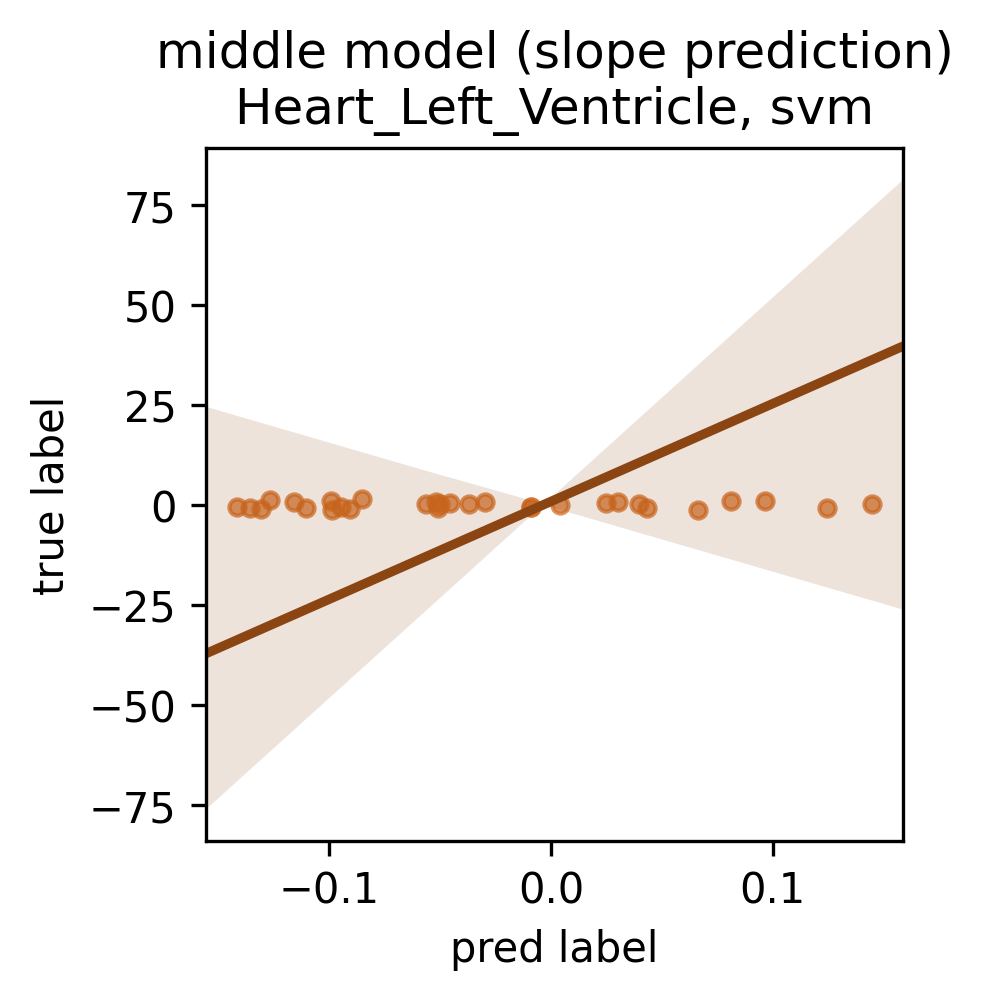 middle model (slope prediction)
Heart_Left_Ventricle, svm
75
50
25
0
−25
−50
−75
true label
−0.1
0.0
0.1
pred label